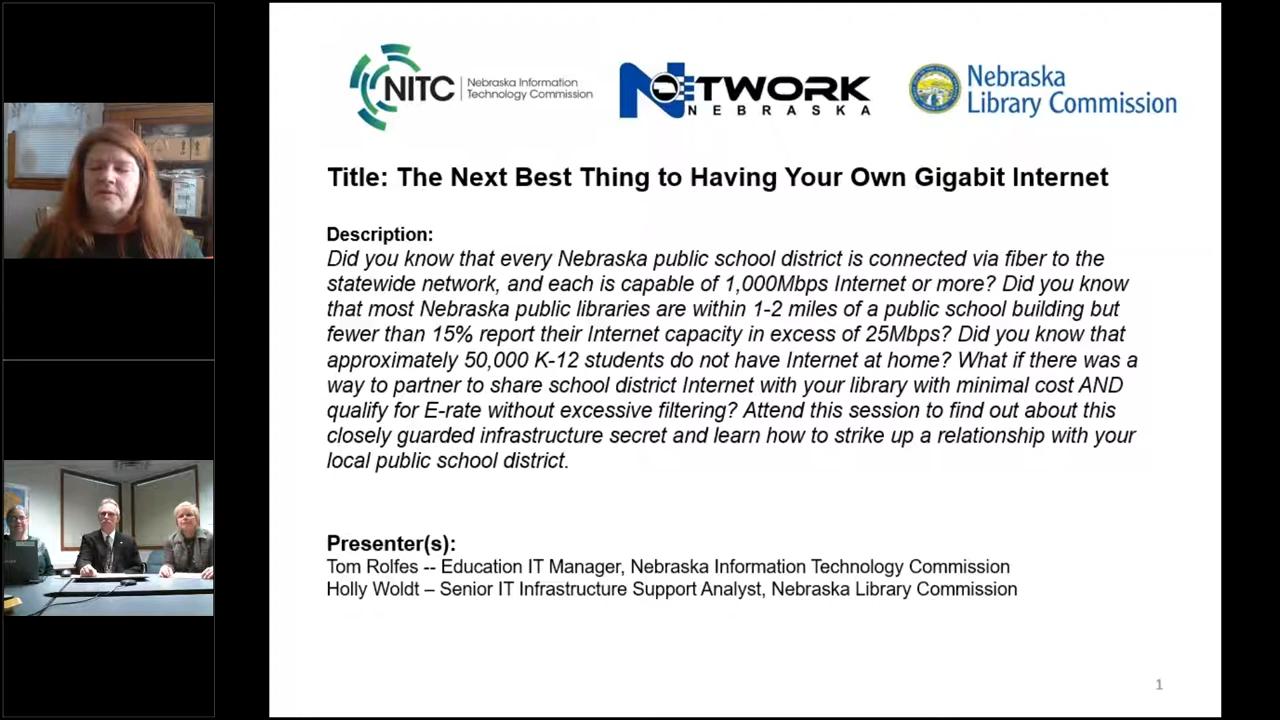 NITC
Nebraska Information
Technology Commission
NETWORK
NEBRASKA
Nebraska
Library Commission
Title: The Next Best Thing to Having Your Own Gigabit Internet
Description:
Did you know that every Nebraska public school district is connected via fiber to the
statewide network, and each is capable of 1,000Mbps Internet or more? Did you know
that most Nebraska public libraries are within 1-2 miles of a public school building but
fewer than 15% report their Internet capacity in excess of 25Mbps? Did you know that
approximately 50,000 K-12 students do not have Internet at home? What if there was a
way to partner to share school district Internet with your library with minimal cost AND
qualify for E-rate without excessive filtering? Attend this session to find out about this
closely guarded infrastructure secret and learn how to strike up a relationship with your
local public school district.
Presenter(s):
Tom Rolfes -- Education IT Manager, Nebraska Information Technology Commission
Holly Woldt – Senior IT Infrastructure Support Analyst, Nebraska Library Commission
1